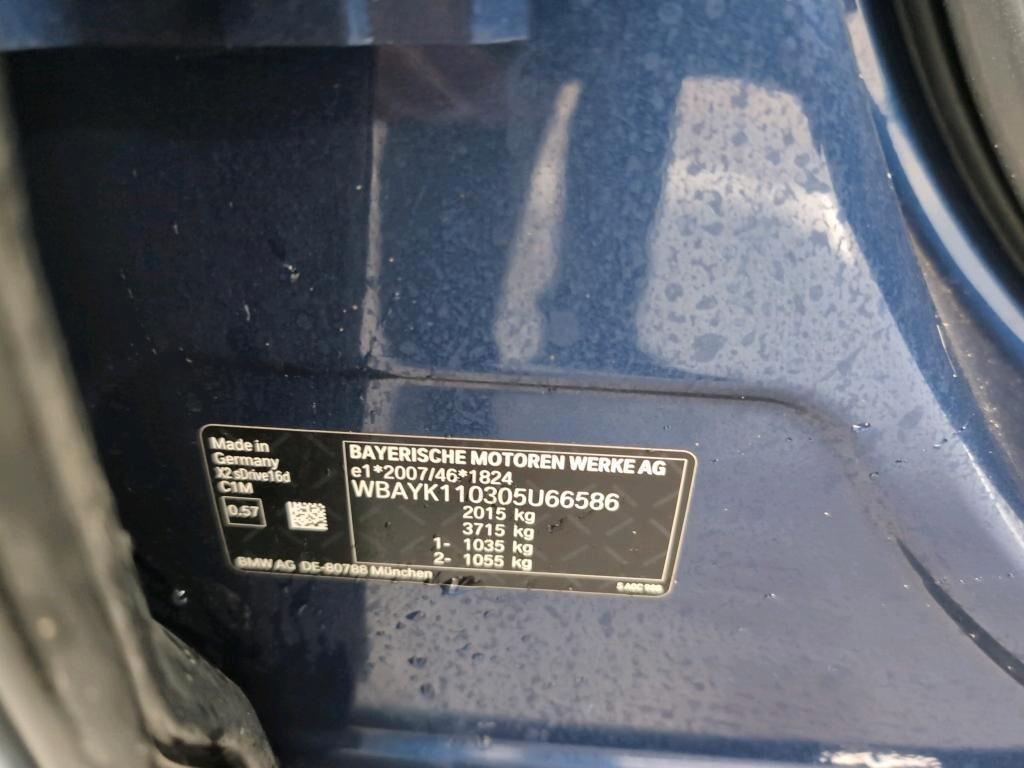 Made in
Germany
X2 sDrive16d
C1M
0.57
BAYERISCHE MOTOREN WERKE AG
e1*2007/46*1824
WBAYK110305U66586
2015 kg
3715 kg
1- 1035 kg
2- 1055 kg
BMW AG DE-80788 München